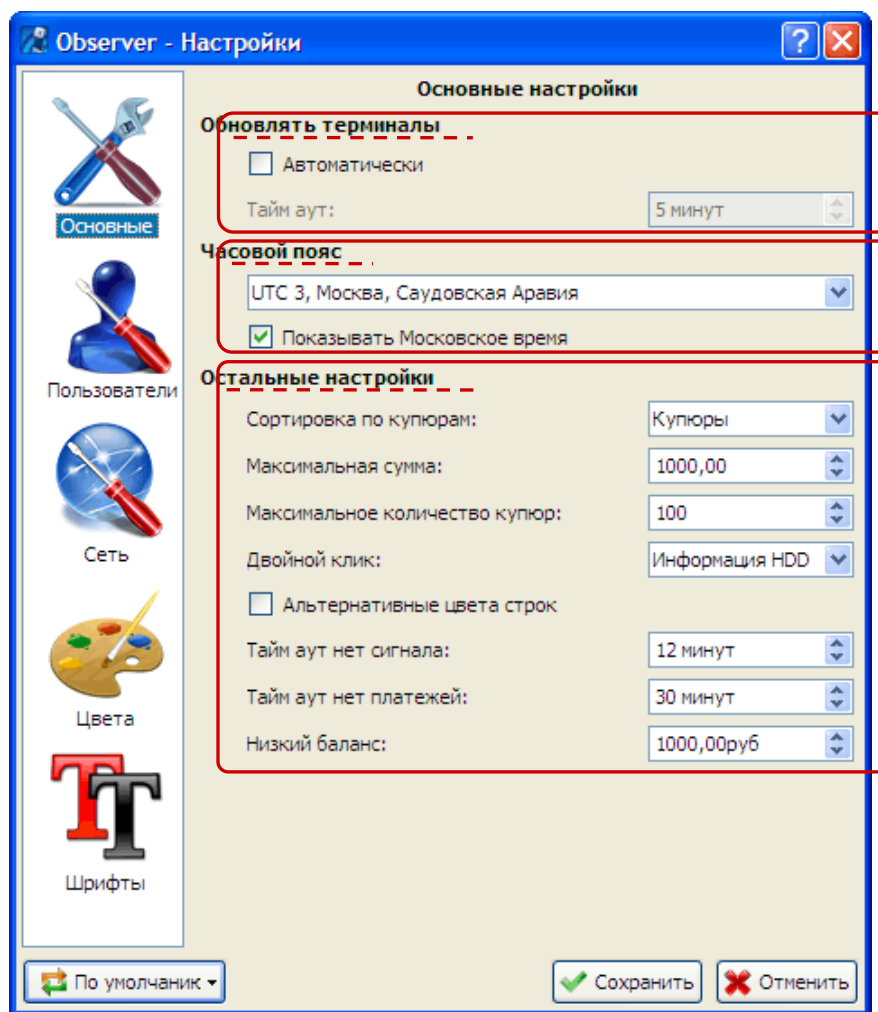 Observer - Настройки
Основные настройки
Обновлять терминалы
Автоматически
Тайм аут: 5 минут
Основные
Часовой пояс
UTC 3, Москва, Саудовская Аравия
Показывать Московское время
Пользователи
Остальные настройки
Сортировка по купюрам: Купюры
Максимальная сумма: 1000,00
Максимальное количество купюр: 100
Сеть
Двойной клик: Информация HDD
Альтернативные цвета строк
Тайм аут нет сигнала: 12 минут
Тайм аут нет платежей: 30 минут
Цвета
Низкий баланс: 1000,00руб
Шрифты
По умолчаник
Сохранить
Отменить